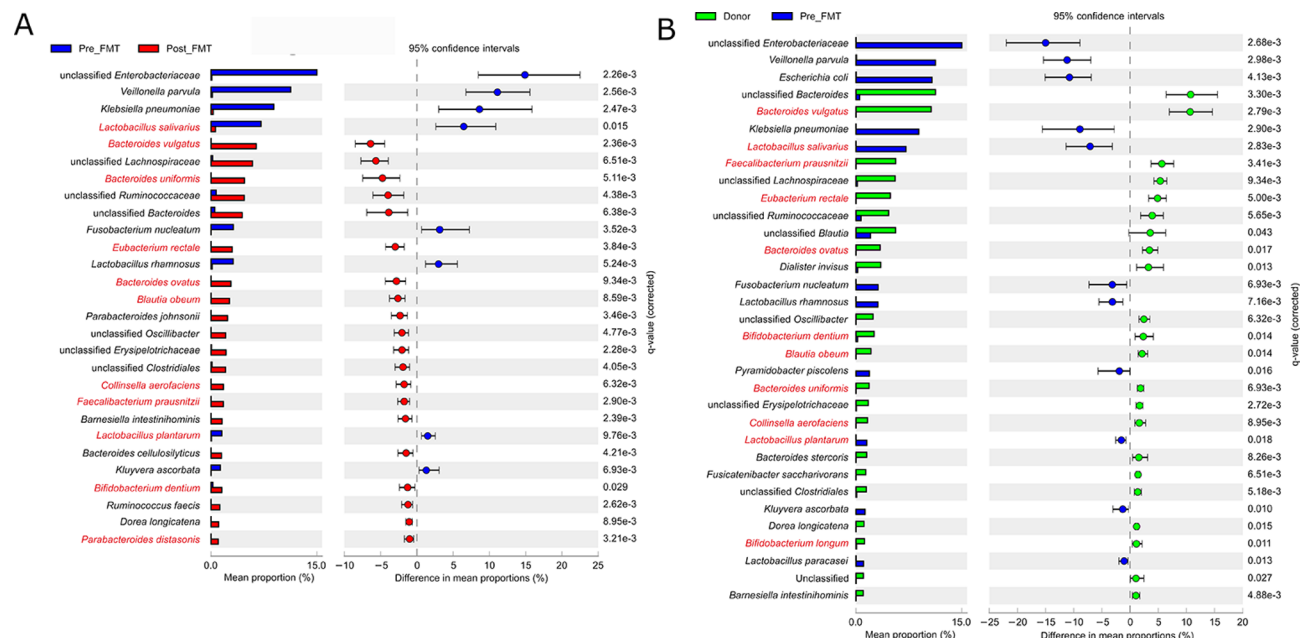 A
Pre_FMT Post_FMT
95% confidence intervals
unclassified Enterobacteriaceae 2.26e-3
Veillonella parvula 2.56e-3
Klebsiella pneumoniae 2.47e-3
Lactobacillus salivarius 0.015
Bacteroides vulgatus 2.36e-3
unclassified Lachnospiraceae 6.51e-3
Bacteroides uniformis 5.11e-3
unclassified Ruminococcaceae 4.38e-3
unclassified Bacteroides 6.38e-3
Fusobacterium nucleatum 3.52e-3
Eubacterium rectale 3.84e-3
Lactobacillus rhamnosus 5.24e-3
Bacteroides ovatus 9.34e-3
Blautia obeum 8.59e-3
Parabacteroides johnsonii 3.46e-3
unclassified Oscillibacter 4.77e-3
unclassified Erysipelotrichaceae 2.28e-3
unclassified Clostridiales 4.05e-3
Collinsella aerofaciens 6.32e-3
Faecalibacterium prausnitzii 2.90e-3
Barnesiella intestinihominis 2.39e-3
Lactobacillus plantarum 9.76e-3
Bacteroides cellulosilyticus 4.21e-3
Kluyvera ascorbata 6.93e-3
Bifidobacterium dentium 0.029
Ruminococcus faecis 2.62e-3
Dorea longicatena 8.95e-3
Parabacteroides distasonis 3.21e-3
q-value (corrected)
0.0 15.0 −10 −5 0 5 10 15 20 25
Mean proportion (%) Difference in mean proportions (%)
B
Donor Pre_FMT
95% confidence intervals
unclassified Enterobacteriaceae 2.68e-3
Veillonella parvula 2.98e-3
Escherichia coli 4.13e-3
unclassified Bacteroides 3.30e-3
Bacteroides vulgatus 2.79e-3
Klebsiella pneumoniae 2.90e-3
Lactobacillus salivarius 2.83e-3
Faecalibacterium prausnitzii 3.41e-3
unclassified Lachnospiraceae 9.34e-3
Eubacterium rectale 5.00e-3
unclassified Ruminococcaceae 5.65e-3
unclassified Blautia 0.043
Bacteroides ovatus 0.017
Dialister invisus 0.013
Fusobacterium nucleatum 6.93e-3
Lactobacillus rhamnosus 7.16e-3
unclassified Oscillibacter 6.32e-3
Bifidobacterium dentium 0.014
Blautia obeum 0.014
Pyramidobacter piscolens 0.016
Bacteroides uniformis 6.93e-3
unclassified Erysipelotrichaceae 2.72e-3
Collinsella aerofaciens 8.95e-3
Lactobacillus plantarum 0.018
Bacteroides stercoris 8.26e-3
Fusicatenibacter saccharivorans 6.51e-3
unclassified Clostridiales 5.18e-3
Kluyvera ascorbata 0.010
Dorea longicatena 0.015
Bifidobacterium longum 0.011
Lactobacillus paracasei 0.013
Unclassified 0.027
Barnesiella intestinihominis 4.88e-3
q-value (corrected)
0.0 15.0 −25 −20 −15 −10 −5 0 5 10 15 20
Mean proportion (%) Difference in mean proportions (%)